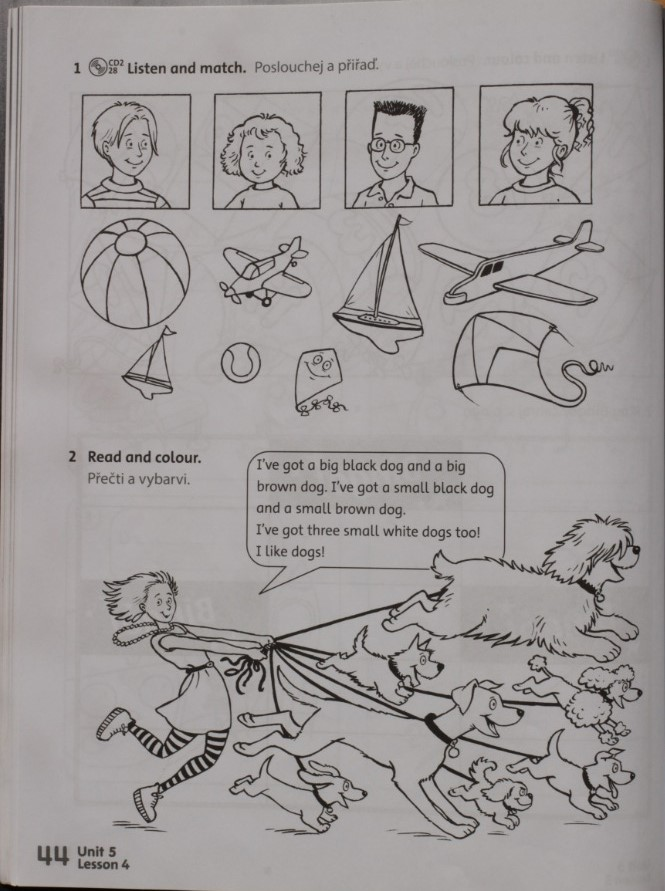 1 CD2 28 Listen and match. Poslouchej a přiřaď.
2 Read and colour.
Přečti a vybarvi.
I've got a big black dog and a big
brown dog. I've got a small black dog
and a small brown dog.
I've got three small white dogs too!
I like dogs!
44 Unit 5
Lesson 4